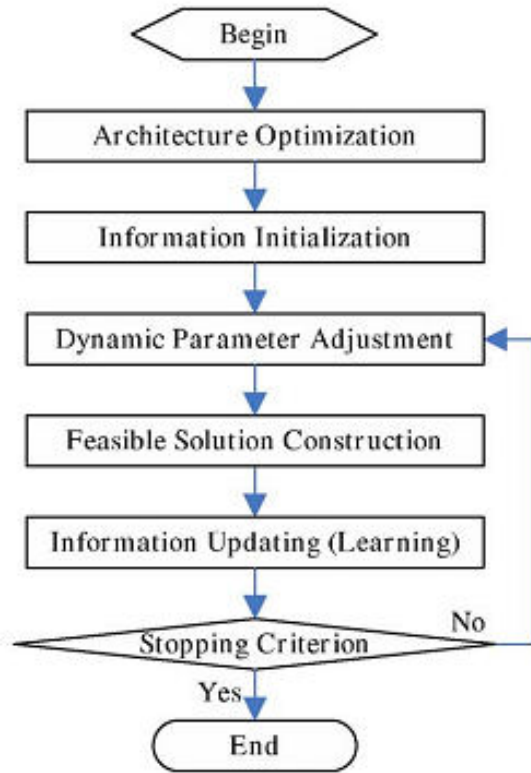 Begin
Architecture Optimization
Information Initialization
Dynamic Parameter Adjustment
Feasible Solution Construction
Information Updating (Learning)
Stopping Criterion
No
Yes
End